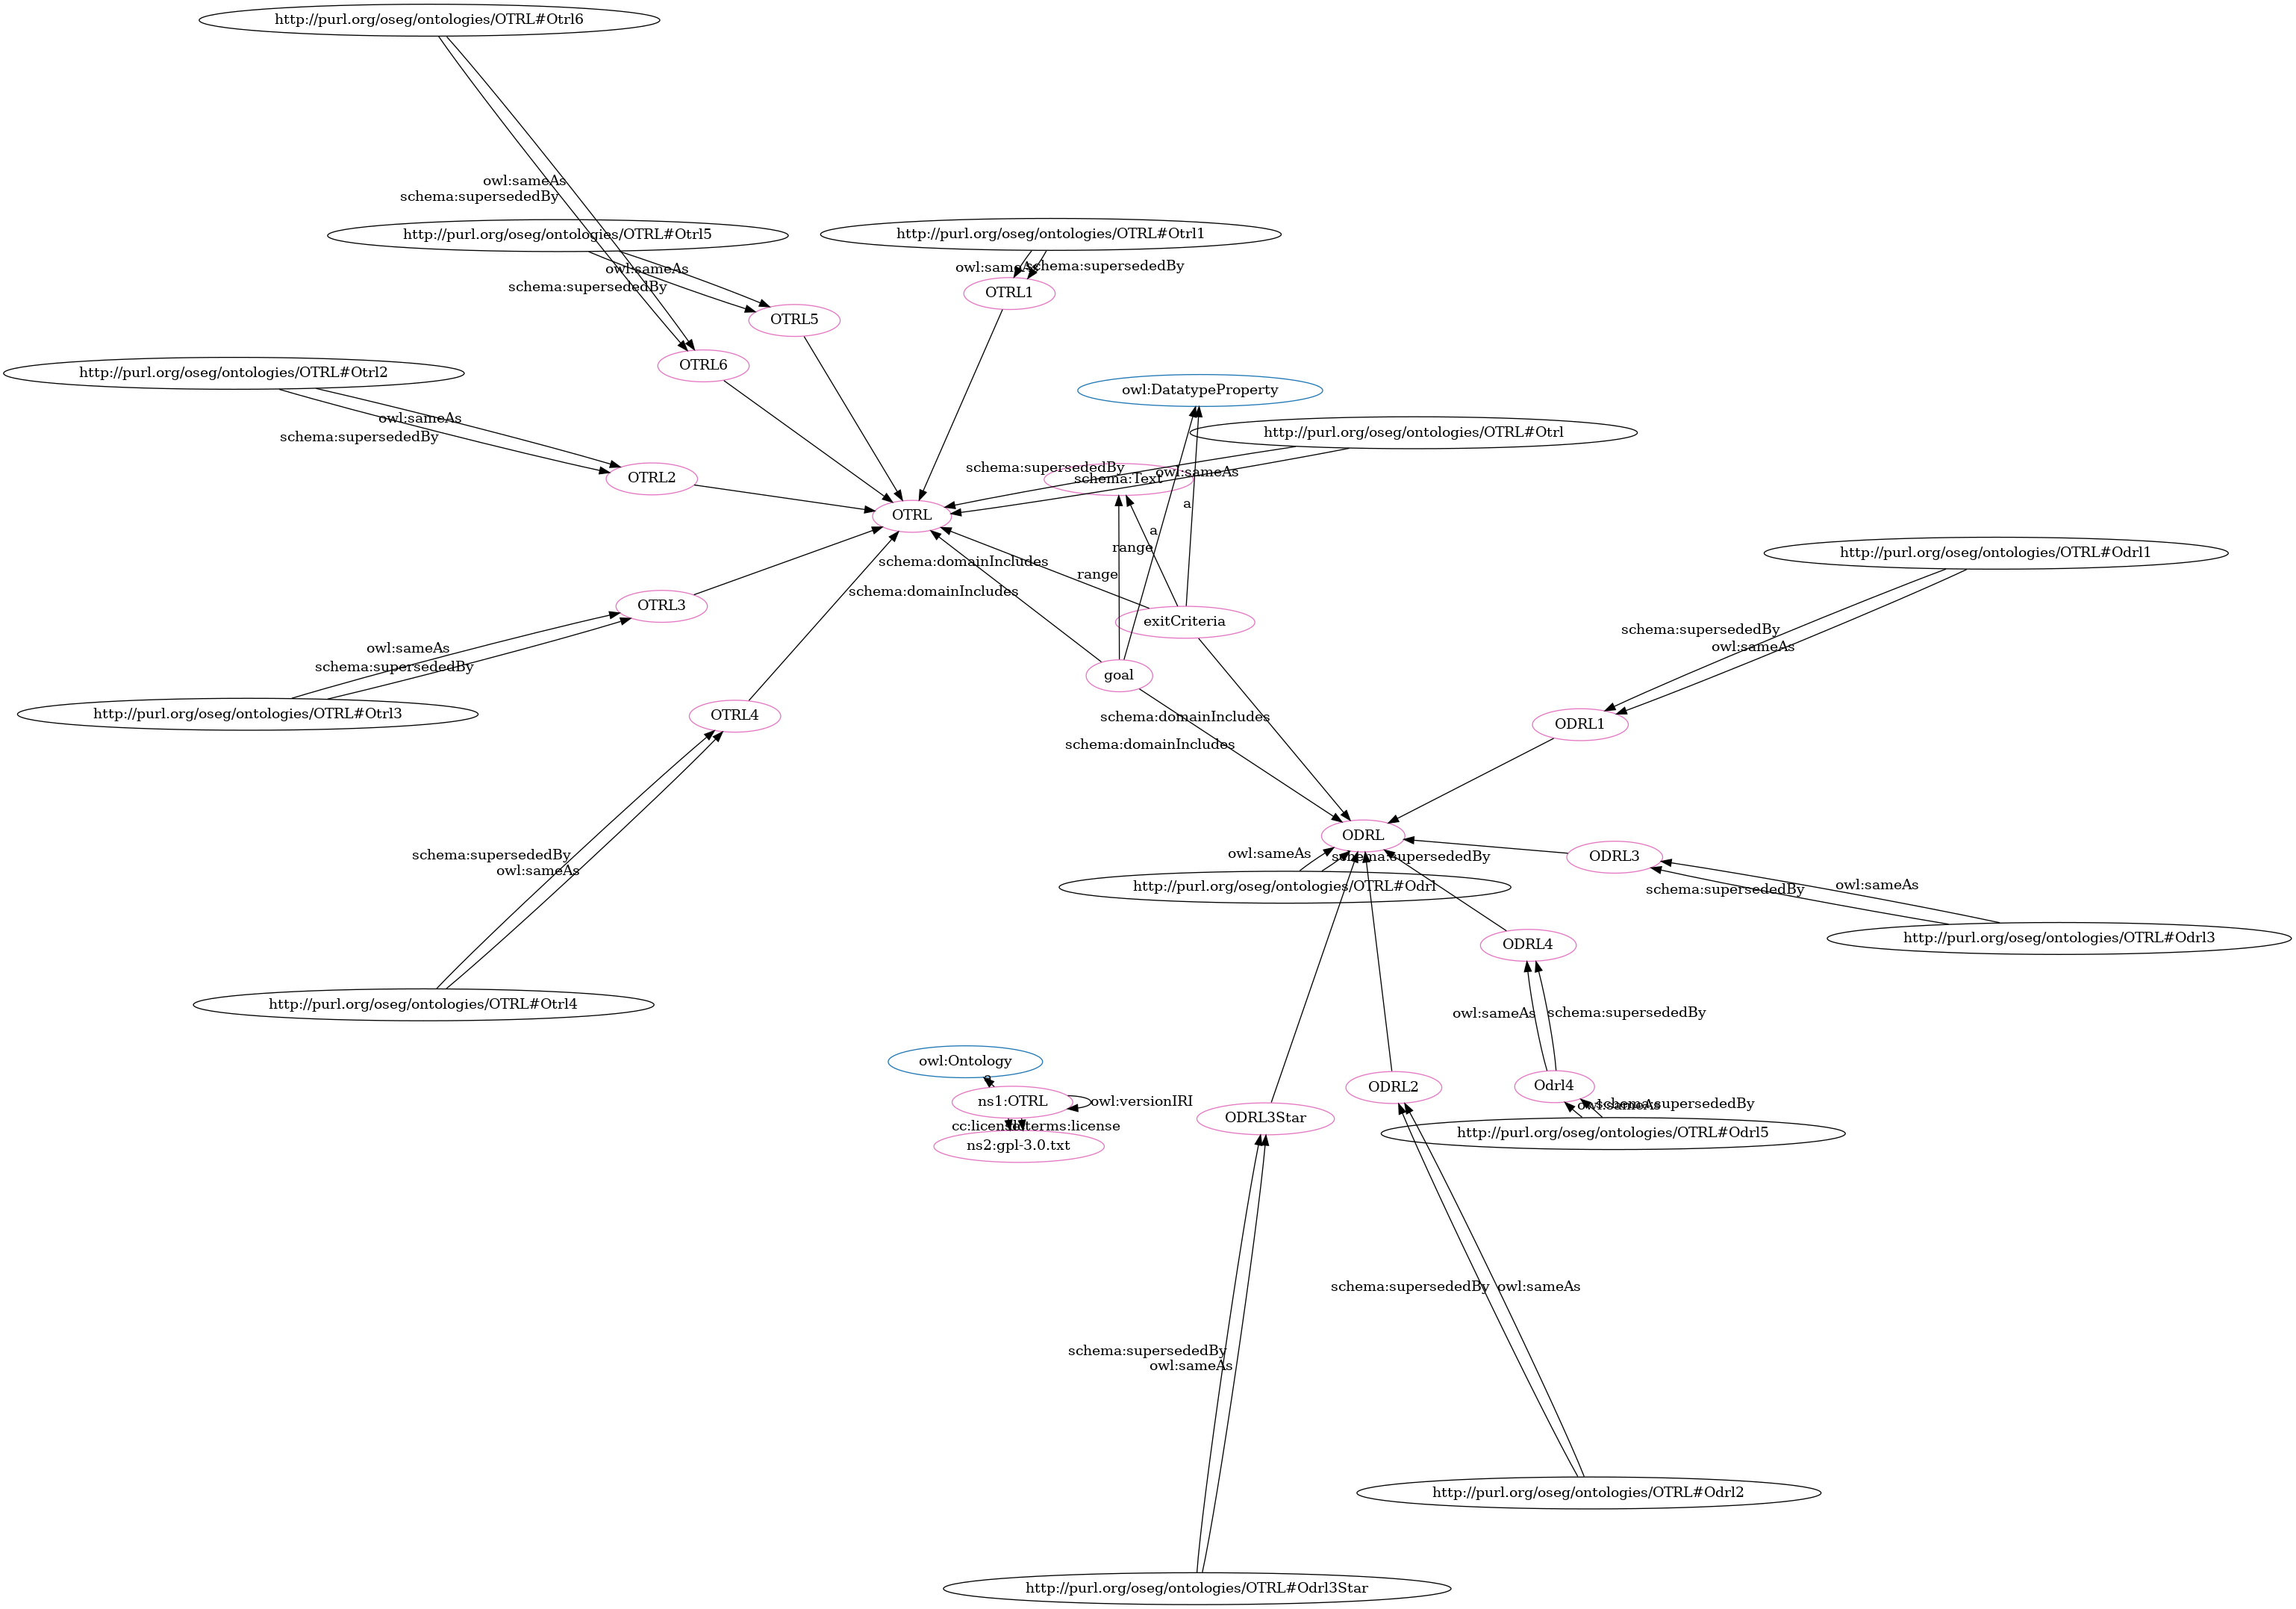 http://purl.org/oseg/ontologies/OTRL#Otrl6
owl:sameAs
schema:supersededBy
http://purl.org/oseg/ontologies/OTRL#Otrl5
http://purl.org/oseg/ontologies/OTRL#Otrl1
owl:sameAs
schema:supersededBy
owl:sameAs
schema:supersededBy
OTRL1
OTRL5
OTRL6
http://purl.org/oseg/ontologies/OTRL#Otrl2
owl:DatatypeProperty
owl:sameAs
schema:supersededBy
http://purl.org/oseg/ontologies/OTRL#Otrl
schema:supersededBy
owl:sameAs
OTRL2
schema:Text
a
OTRL
a
range
http://purl.org/oseg/ontologies/OTRL#Odrl1
schema:domainIncludes
range
schema:domainIncludes
OTRL3
exitCriteria
schema:supersededBy
owl:sameAs
owl:sameAs
schema:supersededBy
goal
http://purl.org/oseg/ontologies/OTRL#Otrl3
OTRL4
schema:domainIncludes
ODRL1
schema:domainIncludes
ODRL
schema:supersededBy
owl:sameAs
owl:sameAs
schema:supersededBy
ODRL3
http://purl.org/oseg/ontologies/OTRL#Odrl
schema:supersededBy
owl:sameAs
http://purl.org/oseg/ontologies/OTRL#Odrl3
ODRL4
http://purl.org/oseg/ontologies/OTRL#Otrl4
owl:sameAs
schema:supersededBy
owl:Ontology
a
ODRL2
Odrl4
ns1:OTRL
owl:versionIRI
owl:sameAs
schema:supersededBy
ODRL3Star
cc:license
dcterms:license
http://purl.org/oseg/ontologies/OTRL#Odrl5
ns2:gpl-3.0.txt
schema:supersededBy
owl:sameAs
schema:supersededBy
owl:sameAs
http://purl.org/oseg/ontologies/OTRL#Odrl2
http://purl.org/oseg/ontologies/OTRL#Odrl3Star